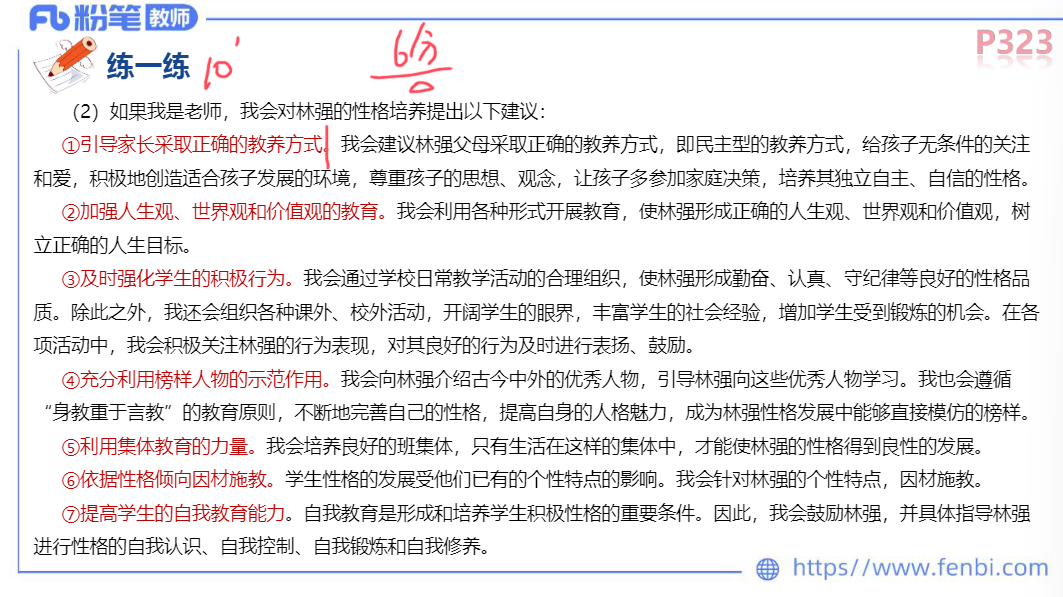 粉笔教师
P323
练一练 10'
6分
0
（2）如果我是老师，我会对林强的性格培养提出以下建议：
①引导家长采取正确的教养方式。我会建议林强父母采取正确的教养方式，即民主型的教养方式，给孩子无条件的关注
和爱，积极地创造适合孩子发展的环境，尊重孩子的思想、观念，让孩子多参加家庭决策，培养其独立自主、自信的性格。
②加强人生观、世界观和价值观的教育。我会利用各种形式开展教育，使林强形成正确的人生观、世界观和价值观，树
立正确的人生目标。
③及时强化学生的积极行为。我会通过学校日常教学活动的合理组织，使林强形成勤奋、认真、守纪律等良好的性格品
质。除此之外，我还会组织各种课外、校外活动，开阔学生的眼界，丰富学生的社会经验，增加学生受到锻炼的机会。在各
项活动中，我会积极关注林强的行为表现，对其良好的行为及时进行表扬、鼓励。
④充分利用榜样人物的示范作用。我会向林强介绍古今中外的优秀人物，引导林强向这些优秀人物学习。我也会遵循
“身教重于言教”的教育原则，不断地完善自己的性格，提高自身的人格魅力，成为林强性格发展中能够直接模仿的榜样。
⑤利用集体教育的力量。我会培养良好的班集体，只有生活在这样的集体中，才能使林强的性格得到良性的发展。
⑥依据性格倾向因材施教。学生性格的发展受他们已有的个性特点的影响。我会针对林强的个性特点，因材施教。
⑦提高学生的自我教育能力。自我教育是形成和培养学生积极性格的重要条件。因此，我会鼓励林强，并具体指导林强
进行性格的自我认识、自我控制、自我锻炼和自我修养。
https//www.fenbi.com